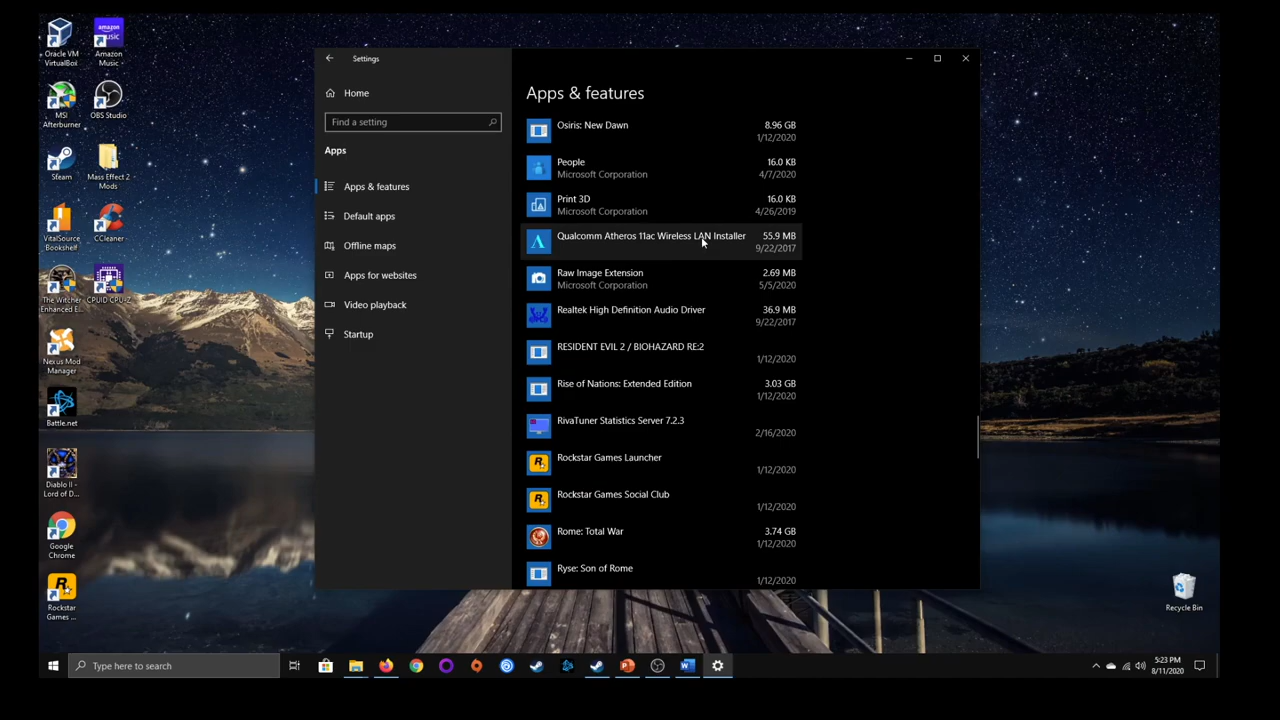 Oracle VM
VirtualBox
Amazon
Music
MSI
Afterburner
OBS Studio
Steam
Mass Effect 2
Mods
VitalSource
Bookshelf
CCleaner
The Witcher
Enhanced E...
CPUID CPU-Z
Nexus Mod
Manager
Battle.net
Diablo II -
Lord of D...
Google
Chrome
Rockstar
Games ...
Settings
Home
Find a setting
Apps
Apps & features
Default apps
Offline maps
Apps for websites
Video playback
Startup
Apps & features
Osiris: New Dawn 8.96 GB
1/12/2020
People 16.0 KB
Microsoft Corporation 4/7/2020
Print 3D 16.0 KB
Microsoft Corporation 4/26/2019
Qualcomm Atheros 11ac Wireless LAN Installer 55.9 MB
9/22/2017
Raw Image Extension 2.69 MB
Microsoft Corporation 5/5/2020
Realtek High Definition Audio Driver 36.9 MB
9/22/2017
RESIDENT EVIL 2 / BIOHAZARD RE:2
1/12/2020
Rise of Nations: Extended Edition 3.03 GB
1/12/2020
RivaTuner Statistics Server 7.2.3
2/16/2020
Rockstar Games Launcher
1/12/2020
Rockstar Games Social Club
1/12/2020
Rome: Total War 3.74 GB
1/12/2020
Ryse: Son of Rome
1/12/2020
Recycle Bin
Type here to search
5:23 PM
8/11/2020